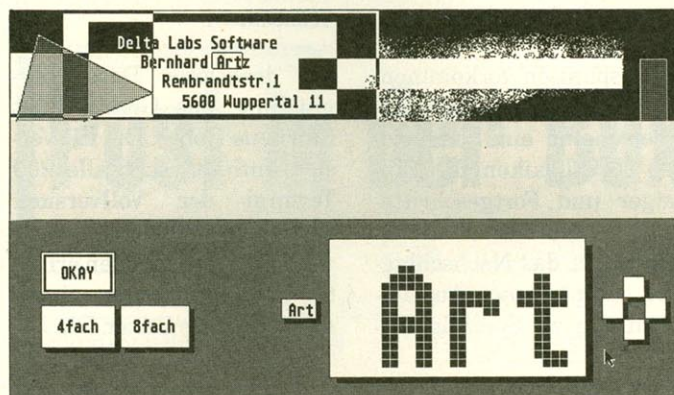 Delta Labs Software
Bernhard Artz
Rembrandtstr.1
5600 Wuppertal 11
OKAY
4fach
8fach
Art
Art